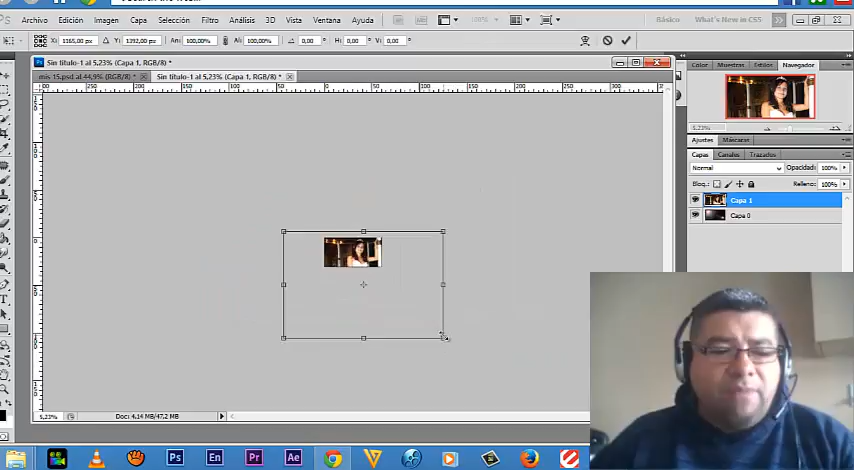 Archivo Edición Imagen Capa Selección Filtro Análisis 3D Vista Ventana Ayuda 100% Básico What's New in CS5
X: 1165,00 px Y: 1392,00 px An: 100,00% Al: 100,00% 0,00 H: 0,00 V: 0,00
Sin título-1 al 5,23% (Capa 1, RGB/8) *
mis 15.psd al 44,9% (RGB/8) * Sin título-1 al 5,23% (Capa 1, RGB/8) *
Color Muestras Estilos Navegador
5,23%
Ajustes Máscaras
Capas Canales Trazados
Normal Opacidad: 100%
Bloq.: Relleno: 100%
Capa 1
Capa 0
5,23% Doc: 4,14 MB/47,2 MB
Ps En Pr Ae